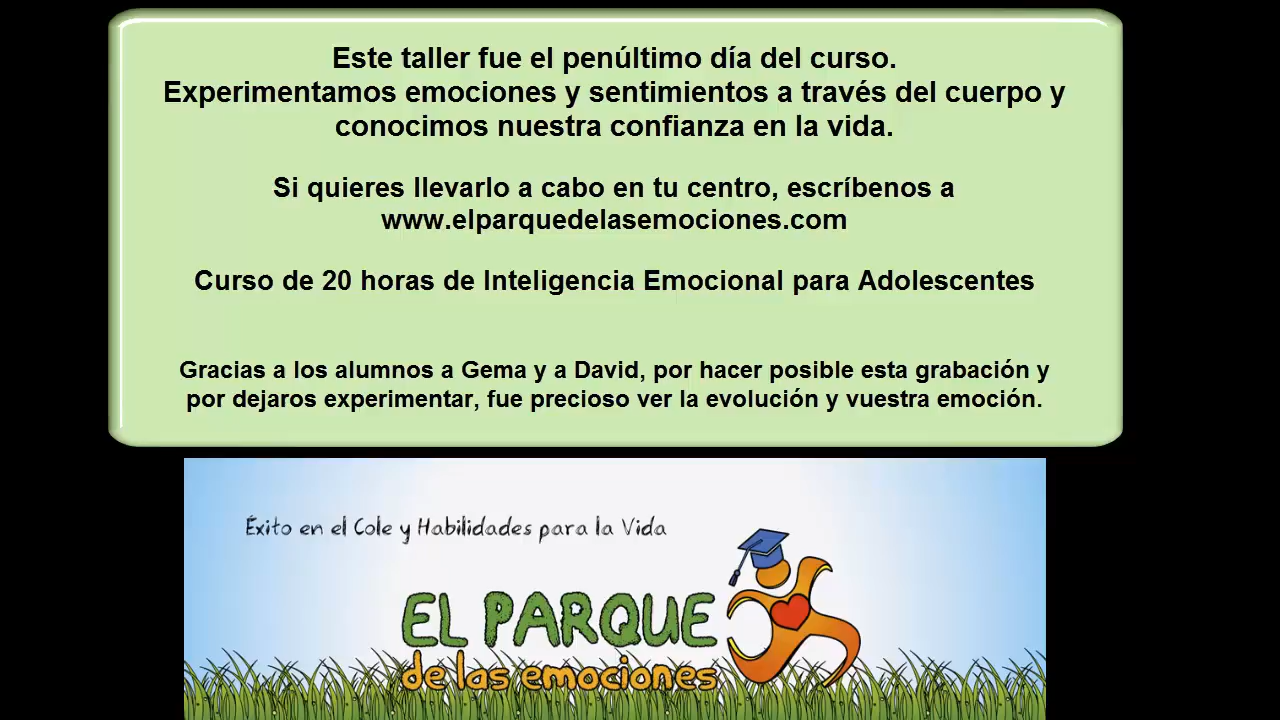 Este taller fue el penúltimo día del curso.
Experimentamos emociones y sentimientos a través del cuerpo y
conocimos nuestra confianza en la vida.
Si quieres llevarlo a cabo en tu centro, escríbenos a
www.elparquedelasemociones.com
Curso de 20 horas de Inteligencia Emocional para Adolescentes
Gracias a los alumnos a Gema y a David, por hacer posible esta grabación y
por dejaros experimentar, fue precioso ver la evolución y vuestra emoción.
Éxito en el Cole y Habilidades para la Vida
EL PARQUE
de las emociones